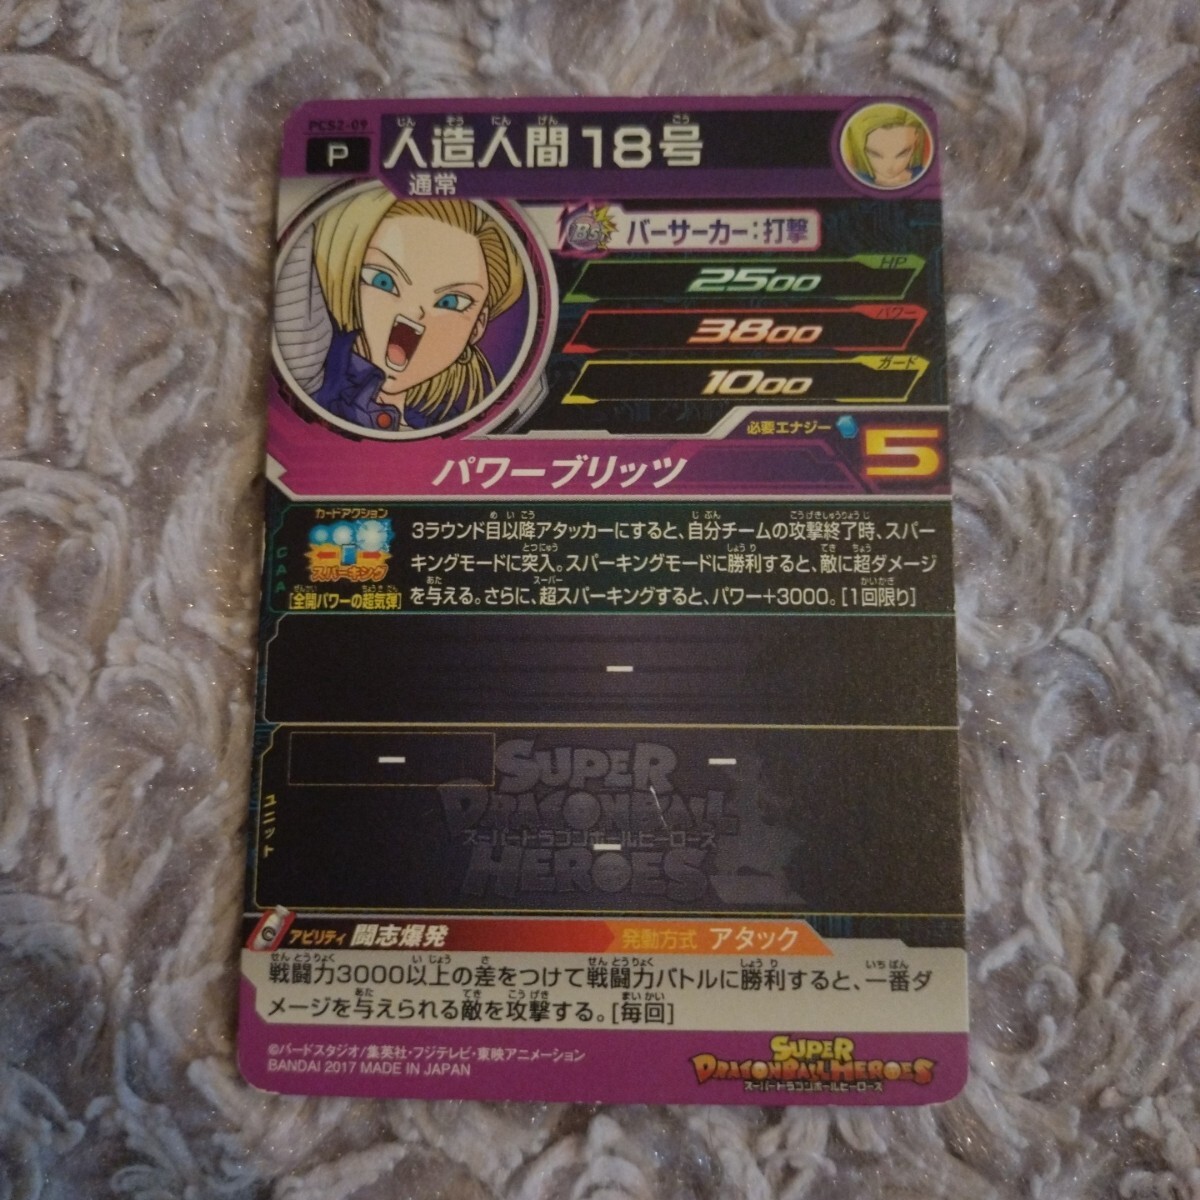 PCS2-09
P
人造人間18号
じん ぞう にん げん ごう
通常
BS
バーサーカー:打撃
HP
2500
パワー
3800
ガード
1000
必要エナジー 5
パワーブリッツ
カードアクション
スパーキング
[全開パワーの超気弾]
CAA
3ラウンド目以降アタッカーにすると、自分チームの攻撃終了時、スパー
キングモードに突入。スパーキングモードに勝利すると、敵に超ダメージ
を与える。さらに、超スパーキングすると、パワー+3000。[1回限り]
ー
ー ー
ユニット
ー
SUPER
DRAGONBALL
スーパードラゴンボールヒーローズ
HEROES
アビリティ 闘志爆発 発動方式 アタック
戦闘力3000以上の差をつけて戦闘力バトルに勝利すると、一番ダ
メージを与えられる敵を攻撃する。[毎回]
©バードスタジオ/集英社・フジテレビ・東映アニメーション
BANDAI 2017 MADE IN JAPAN
SUPER
DRAGONBALL HEROES
スーパードラゴンボールヒーローズ